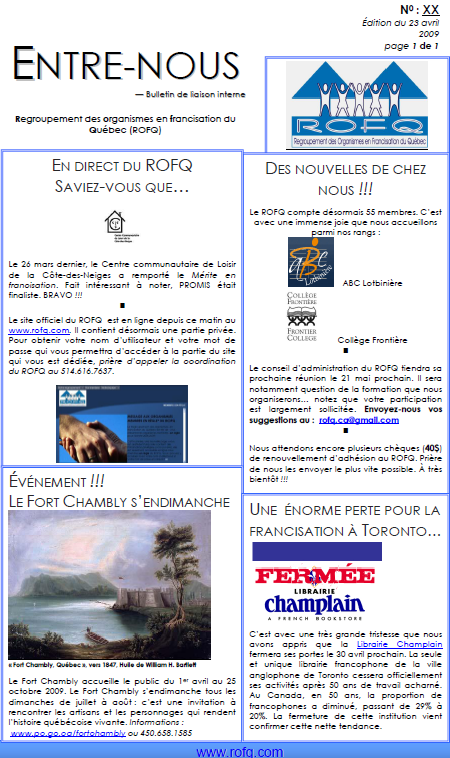 Nº : XX
Édition du 23 avril
2009
page 1 de 1
ENTRE-NOUS
— Bulletin de liaison interne
Regroupement des organismes en francisation du
Québec (ROFQ)
ROFQ
Regroupement des Organismes en Francisation du Québec
EN DIRECT DU ROFQ
SAVIEZ-VOUS QUE…
Le 26 mars dernier, le Centre communautaire de Loisir
de la Côte-des-Neiges a remporté le Mérite en
francisation. Fait intéressant à noter, PROMIS était
finaliste. BRAVO !!!
Le site officiel du ROFQ est en ligne depuis ce matin au
www.rofq.com. Il contient désormais une partie privée.
Pour obtenir votre nom d'utilisateur et votre mot de
passe qui vous permettra d'accéder à la partie du site
qui vous est dédiée, prière d'appeler la coordination
du ROFQ au 514.616.7637.
ÉVÉNEMENT !!!
LE FORT CHAMBLY S'ENDIMANCHE
« Fort Chambly, Québec », vers 1847, Huile de William H. Bartlett
Le Fort Chambly accueille le public du 1er avril au 25
octobre 2009. Le Fort Chambly s'endimanche tous les
dimanches de juillet à août : c'est une invitation à
rencontrer les artisans et les personnages qui rendent
l'histoire québécoise vivante. Informations :
www.pc.gc.ca/fortchambly ou 450.658.1585
DES NOUVELLES DE CHEZ
NOUS !!!
Le ROFQ compte désormais 55 membres. C'est
avec une immense joie que nous accueillons
parmi nos rangs :
aBc
Lotbinière
ABC Lotbinière
COLLÈGE
FRONTIÈRE
FRONTIER
COLLEGE
Collège Frontière
Le conseil d'administration du ROFQ tiendra sa
prochaine réunion le 21 mai prochain. Il sera
notamment question de la formation que nous
organiserons… notez que votre participation
est largement sollicitée. Envoyez-nous vos
suggestions au : rofq.ca@gmail.com
Nous attendons encore plusieurs chèques (40$)
de renouvellement d'adhésion au ROFQ. Prière
de nous les envoyer le plus vite possible. À très
bientôt !!!
UNE ÉNORME PERTE POUR LA
FRANCISATION À TORONTO…
FERMÉE
LIBRAIRIE
champlain
A FRENCH BOOKSTORE
C'est avec une très grande tristesse que nous
avons appris que la Librairie Champlain
fermera ses portes le 30 avril prochain. La seule
et unique librairie francophone de la ville
anglophone de Toronto cessera officiellement
ses activités après 50 ans de travail acharné.
Au Canada, en 50 ans, la proportion de
francophones a diminué, passant de 29% à
20%. La fermeture de cette institution vient
confirmer cette nette tendance.
www.rofq.com